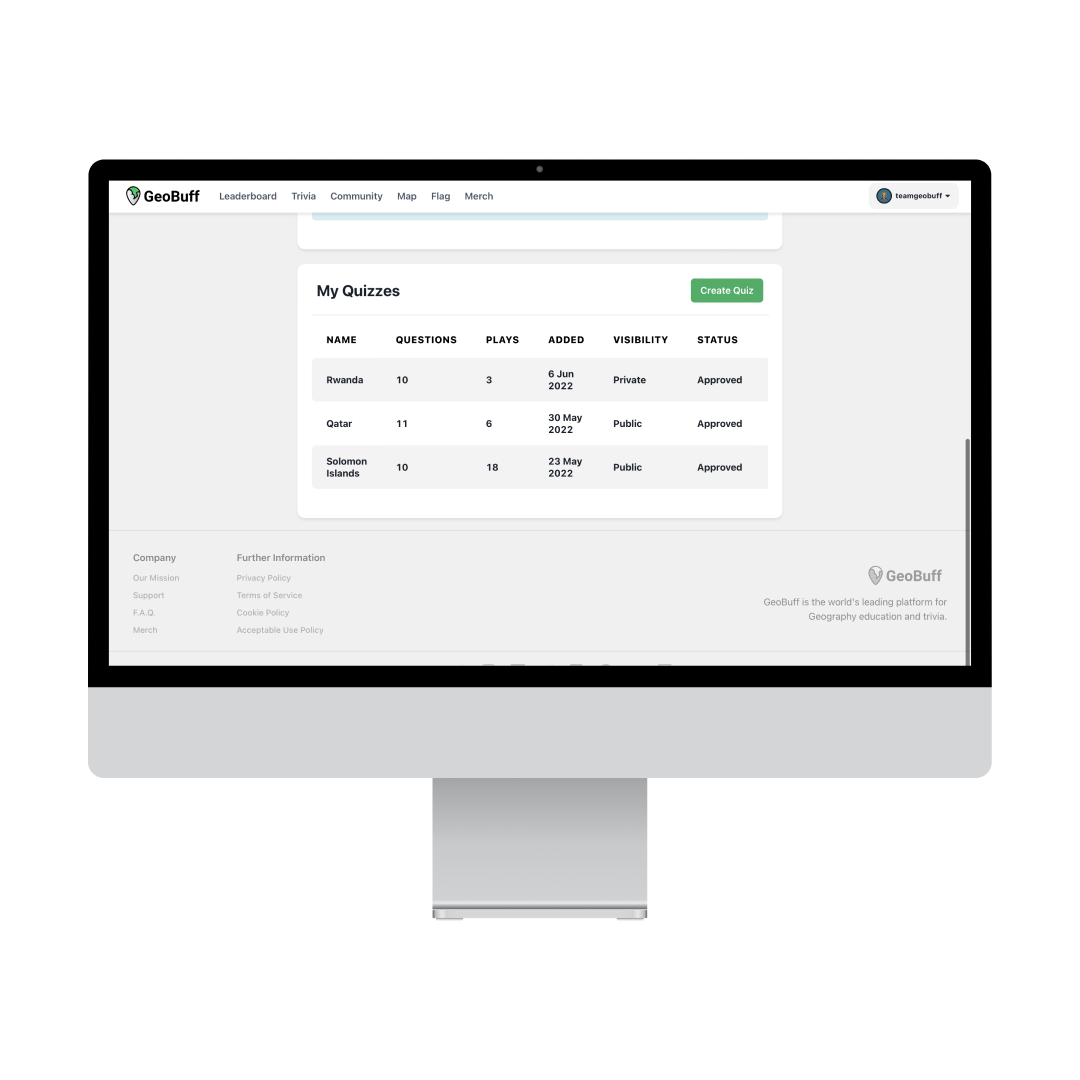 GeoBuff Leaderboard Trivia Community Map Flag Merch teamgeobuff
My Quizzes Create Quiz
NAME QUESTIONS PLAYS ADDED VISIBILITY STATUS
Rwanda 10 3 6 Jun 2022 Private Approved
Qatar 11 6 30 May 2022 Public Approved
Solomon Islands 10 18 23 May 2022 Public Approved
Company
Our Mission
Support
F.A.Q.
Merch
Further Information
Privacy Policy
Terms of Service
Cookie Policy
Acceptable Use Policy
GeoBuff
GeoBuff is the world's leading platform for
Geography education and trivia.